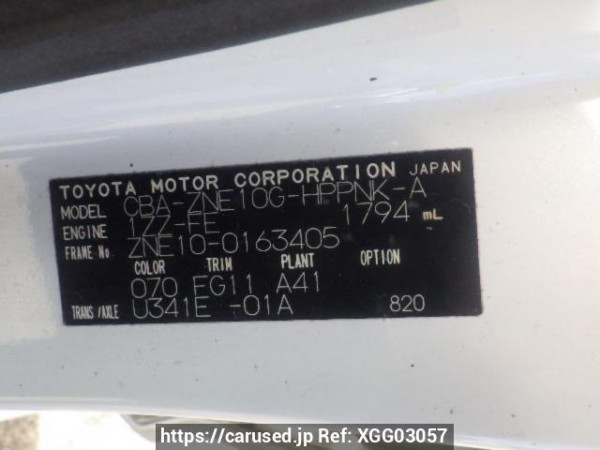 TOYOTA MOTOR CORPORATION JAPAN
MODEL CBA-ZNE10G-HPPNK-A
ENGINE 1ZZ-FE 1794 mL
FRAME No ZNE10-0163405
COLOR TRIM PLANT
070 FG11 A41
TRANS/AXLE U341E -01A 820
https://carused.jp Ref: XGG03057